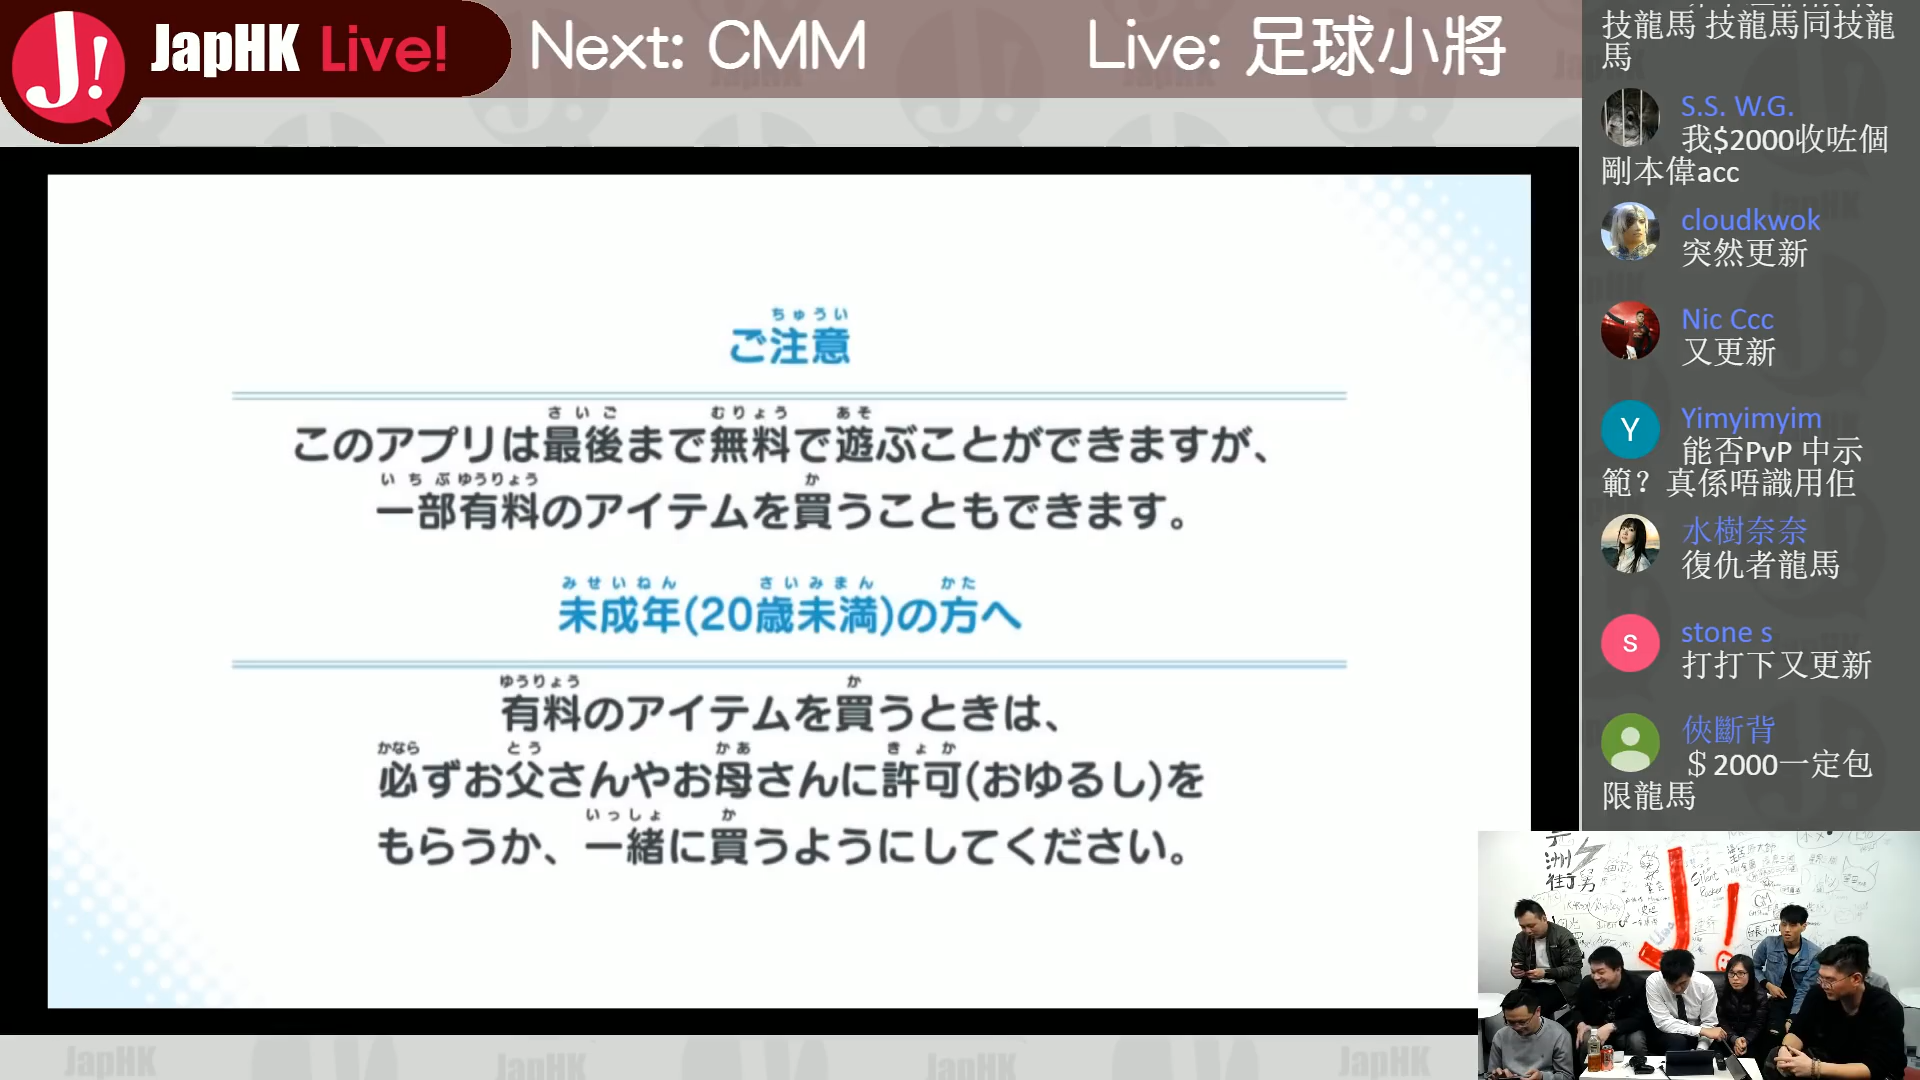 J!
JapHK Live!
Next: CMM
Live: 足球小將
ちゅうい
ご注意
さいご むりょう あそ
このアプリは最後まで無料で遊ぶことができますが、
いちぶゆうりょう か
一部有料のアイテムを買うこともできます。
みせいねん さいみまん かた
未成年(20歳未満)の方へ
ゆうりょう か
有料のアイテムを買うときは、
かなら とう かあ きょか
必ずお父さんやお母さんに許可(おゆるし)を
いっしょ か
もらうか、一緒に買うようにしてください。
技龍馬 技龍馬同技龍
馬
S.S. W.G.
我$2000收咗個
剛本偉acc
cloudkwok
突然更新
Nic Ccc
又更新
Y
Yimyimyim
能否PvP 中示
範？真係唔識用佢
水樹奈奈
復仇者龍馬
S
stone s
打打下又更新
俠斷背
＄2000一定包
限龍馬
J!
JapHK
JapHK
JapHK
JapHK